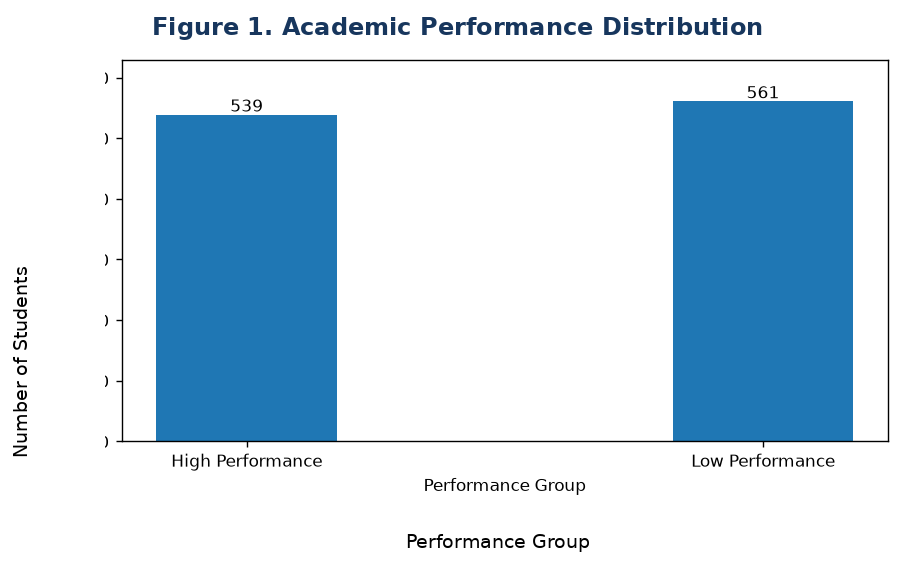 Figure 1. Academic Performance Distribution
539
561
Number of Students
High Performance
Low Performance
Performance Group
Performance Group